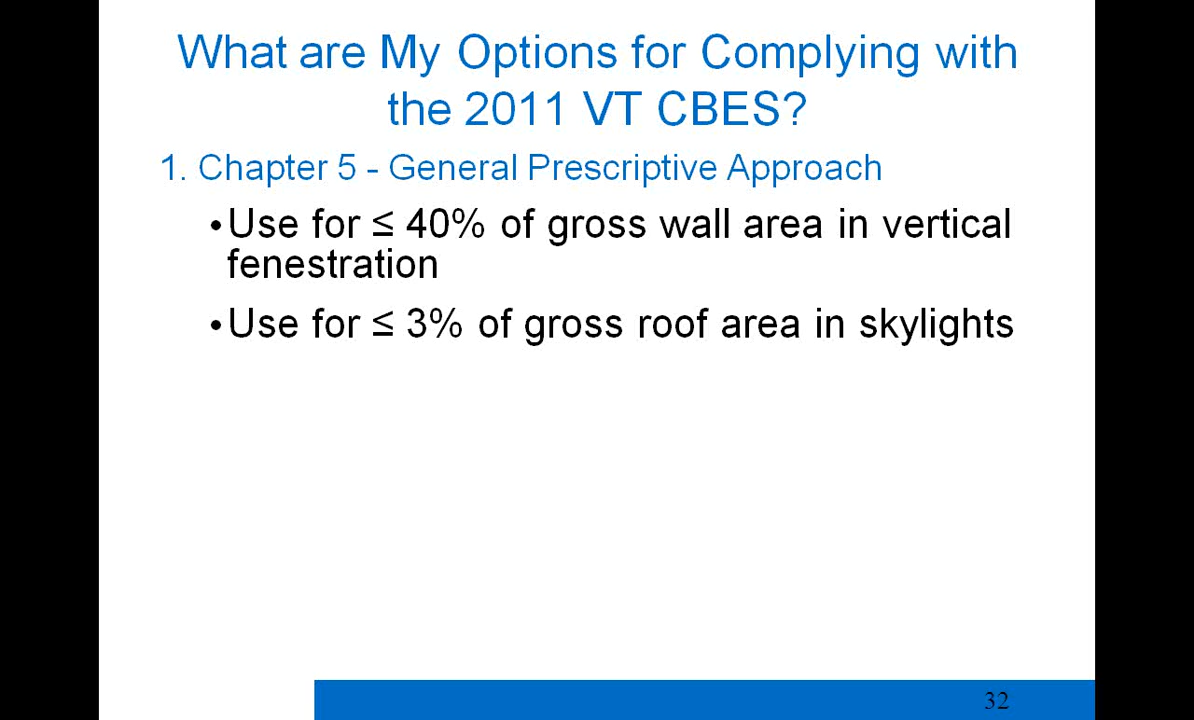 What are My Options for Complying with
the 2011 VT CBES?
1. Chapter 5 - General Prescriptive Approach
•Use for ≤ 40% of gross wall area in vertical
fenestration
•Use for ≤ 3% of gross roof area in skylights
32